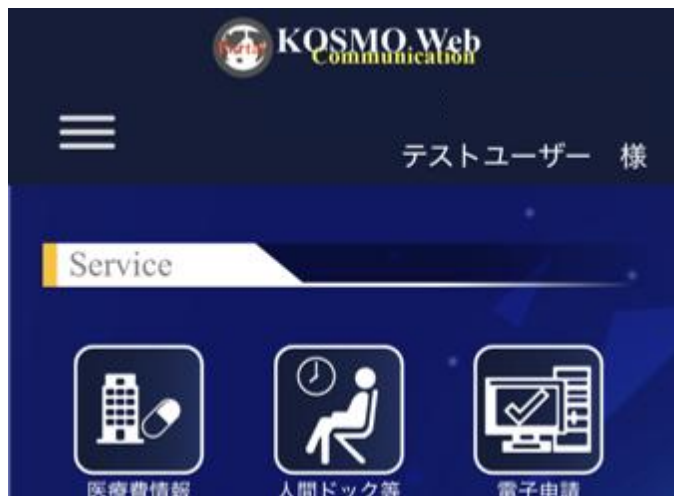 Portal
KOSMO Web
Communication
テストユーザー 様
Service
医療費情報
人間ドック等
電子申請